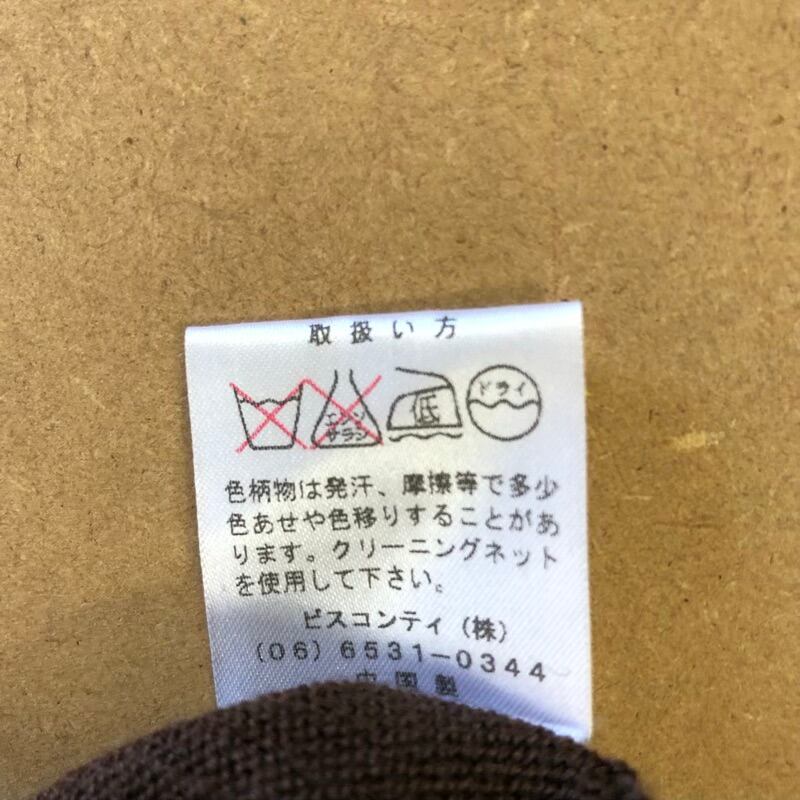 取扱い方
エンソ サラシ 低 ドライ
色柄物は発汗、摩擦等で多少
色あせや色移りすることがあ
ります。クリーニングネット
を使用して下さい。
ビスコンティ(株)
(06)6531-0344
中国製